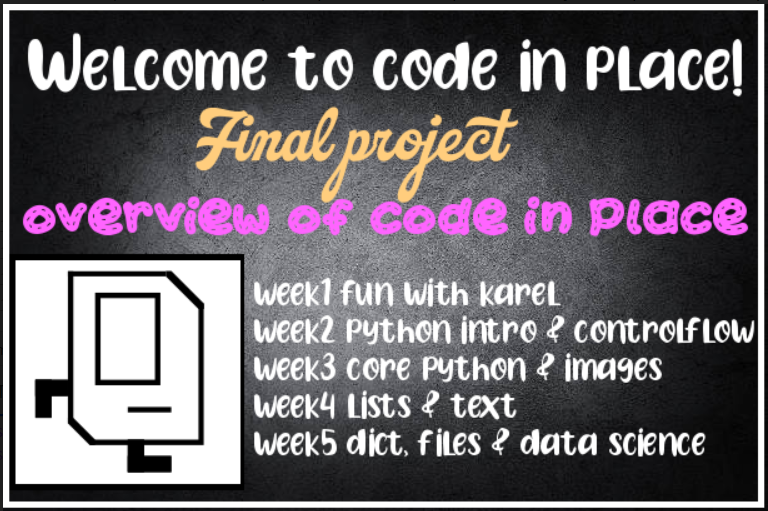 Welcome to code in place!
Final project
overview of code in place
week1 fun with karel
week2 Python intro & controlflow
week3 core Python & images
week4 Lists & text
week5 dict, files & data science